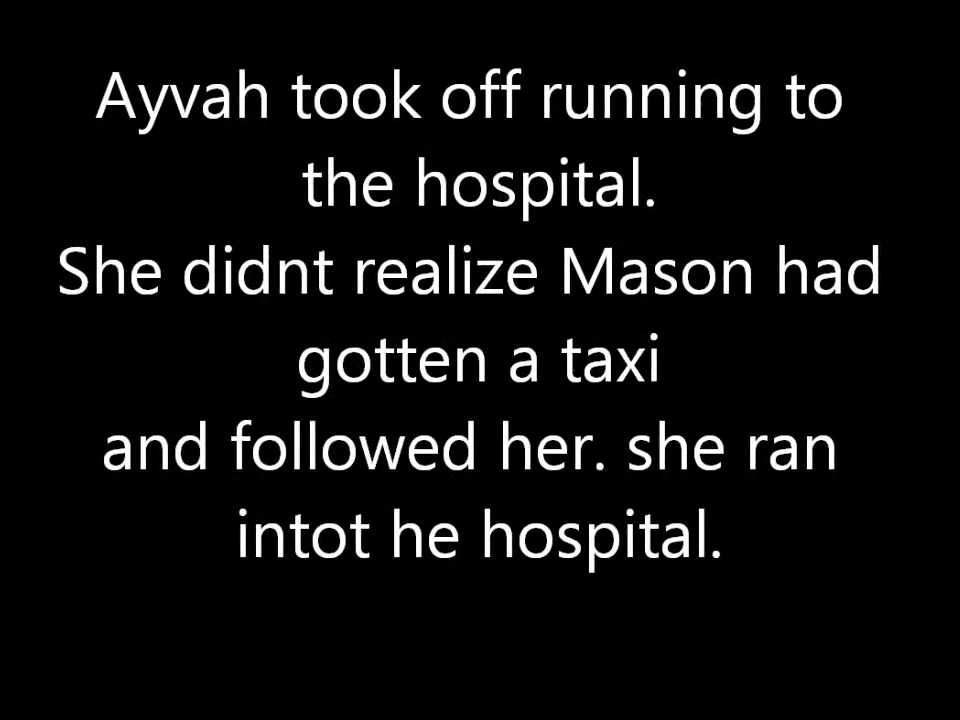 Ayvah took off running to
the hospital.
She didnt realize Mason had
gotten a taxi
and followed her. she ran
intot he hospital.